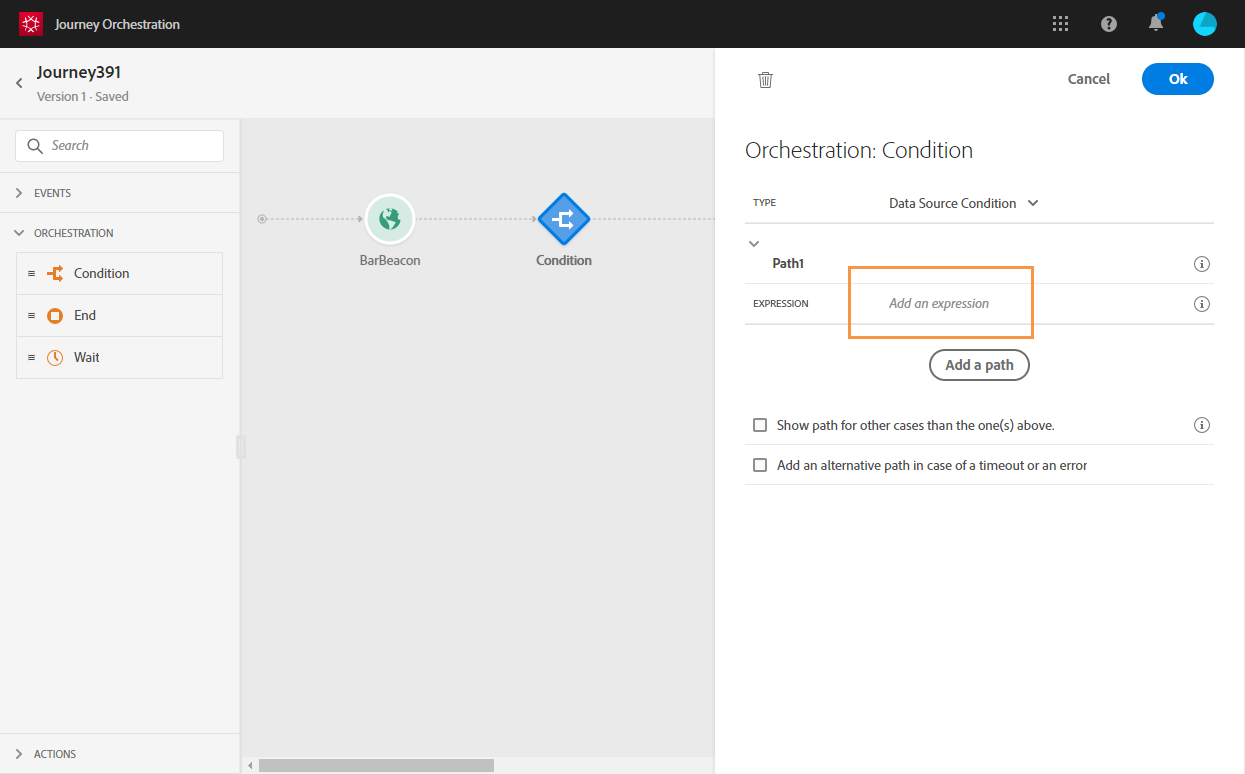 Journey Orchestration
Journey391
Version 1 · Saved
Search
EVENTS
ORCHESTRATION
Condition
End
Wait
ACTIONS
BarBeacon
Condition
Cancel
Ok
Orchestration: Condition
TYPE
Data Source Condition
Path1
EXPRESSION
Add an expression
Add a path
Show path for other cases than the one(s) above.
Add an alternative path in case of a timeout or an error